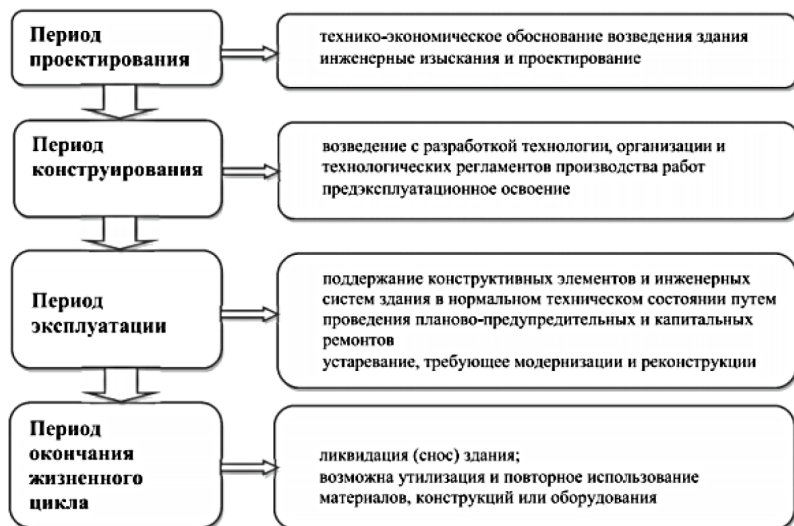 Период
проектирования
технико-экономическое обоснование возведения здания
инженерные изыскания и проектирование
Период
конструирования
возведение с разработкой технологии, организации и
технологических регламентов производства работ
предэксплуатационное освоение
Период
эксплуатации
поддержание конструктивных элементов и инженерных
систем здания в нормальном техническом состоянии путем
проведения планово-предупредительных и капитальных
ремонтов
устаревание, требующее модернизации и реконструкции
Период
окончания
жизненного
цикла
ликвидация (снос) здания;
возможна утилизация и повторное использование
материалов, конструкций или оборудования